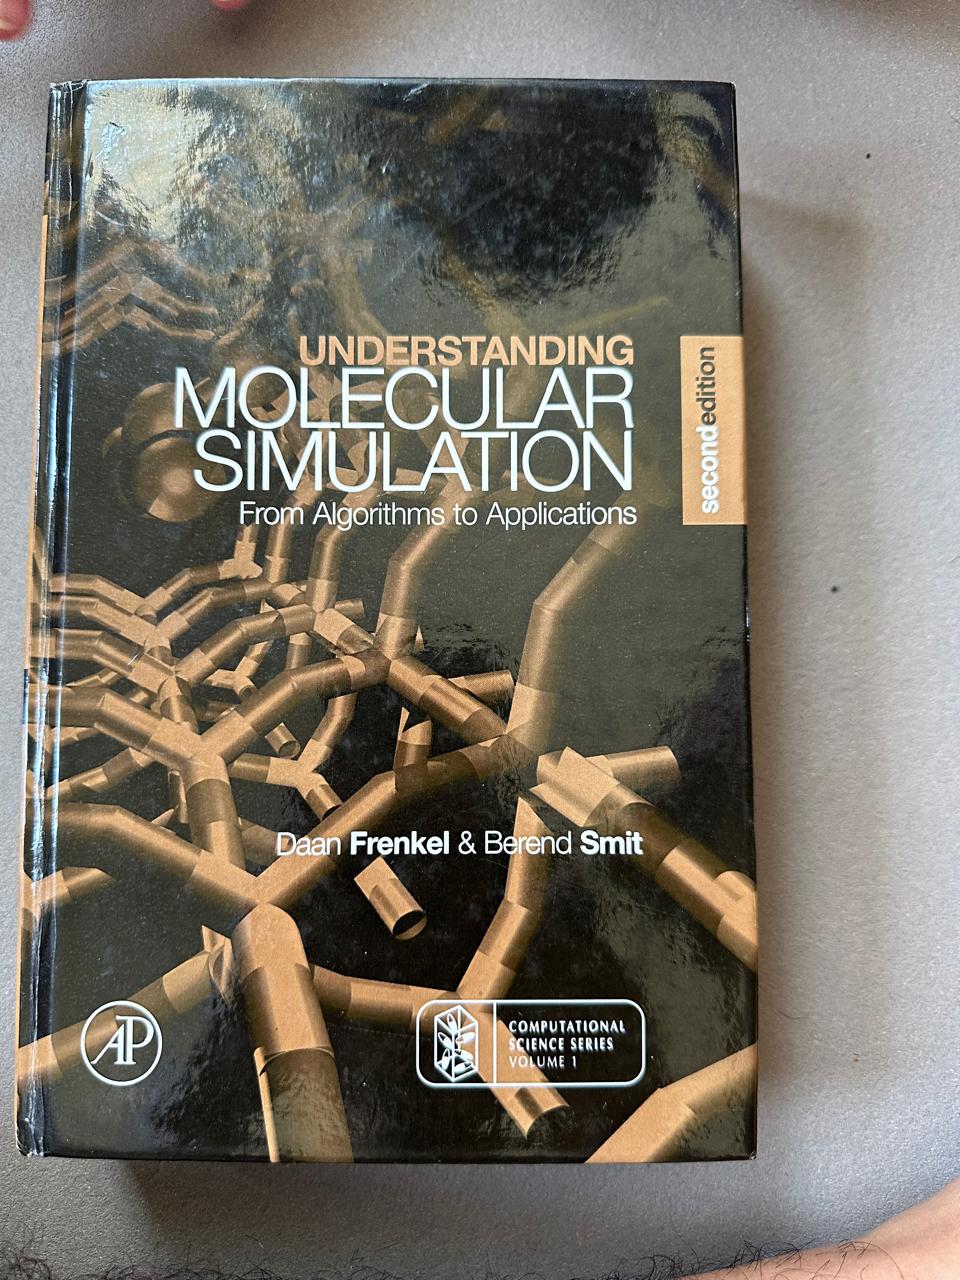 UNDERSTANDING
MOLECULAR
SIMULATION
From Algorithms to Applications
secondedition
Daan Frenkel & Berend Smit
AP
COMPUTATIONAL
SCIENCE SERIES
VOLUME 1